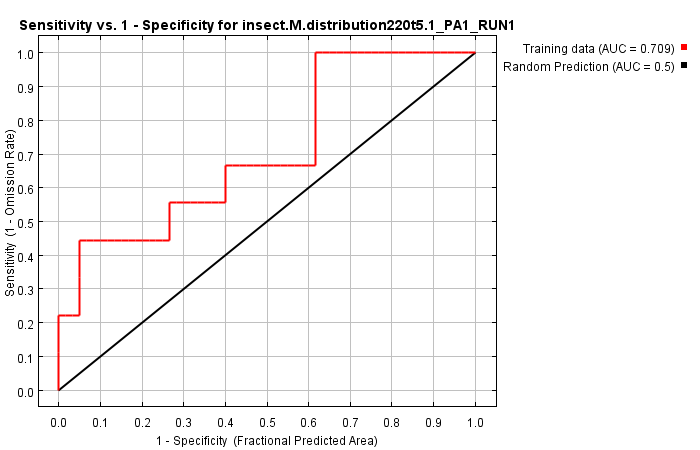 Sensitivity vs. 1 - Specificity for insect.M.distribution220t5.1_PA1_RUN1
Training data (AUC = 0.709)
Random Prediction (AUC = 0.5)
Sensitivity (1 - Omission Rate)
1.0
0.9
0.8
0.7
0.6
0.5
0.4
0.3
0.2
0.1
0.0
0.0 0.1 0.2 0.3 0.4 0.5 0.6 0.7 0.8 0.9 1.0
1 - Specificity (Fractional Predicted Area)